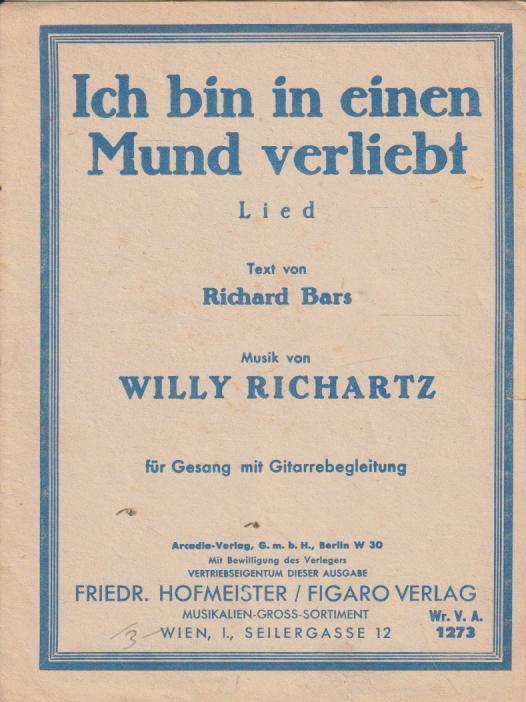 Ich bin in einen
Mund verliebt
Lied
Text von
Richard Bars
Musik von
WILLY RICHARTZ
für Gesang mit Gitarrebegleitung
Arcadia-Verlag, G. m. b. H., Berlin W 30
Mit Bewilligung des Verlegers
VERTRIEBSEIGENTUM DIESER AUSGABE
FRIEDR. HOFMEISTER / FIGARO VERLAG
MUSIKALIEN-GROSS-SORTIMENT
WIEN, I., SEILERGASSE 12
Wr. V. A.
1273
3